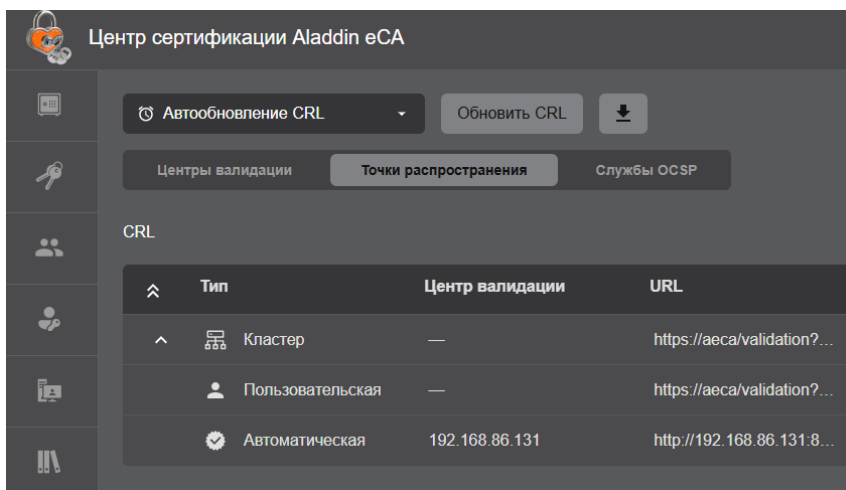 Центр сертификации Aladdin eCA
Автообновление CRL Обновить CRL
Центры валидации Точки распространения Службы OCSP
CRL
Тип Центр валидации URL
Кластер — https://aeca/validation?...
Пользовательская — https://aeca/validation?...
Автоматическая 192.168.86.131 http://192.168.86.131:8...